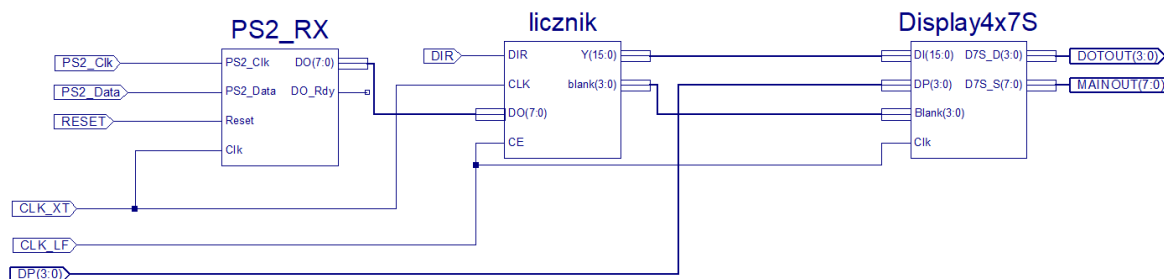 PS2_RX
licznik
Display4x7S
PS2_Clk
PS2_Data
RESET
CLK_XT
CLK_LF
DP(3:0)
PS2_Clk DO(7:0)
PS2_Data DO_Rdy
Reset
Clk
DIR
DIR Y(15:0)
CLK blank(3:0)
DO(7:0)
CE
DI(15:0) D7S_D(3:0)
DP(3:0) D7S_S(7:0)
Blank(3:0)
Clk
DOTOUT(3:0)
MAINOUT(7:0)